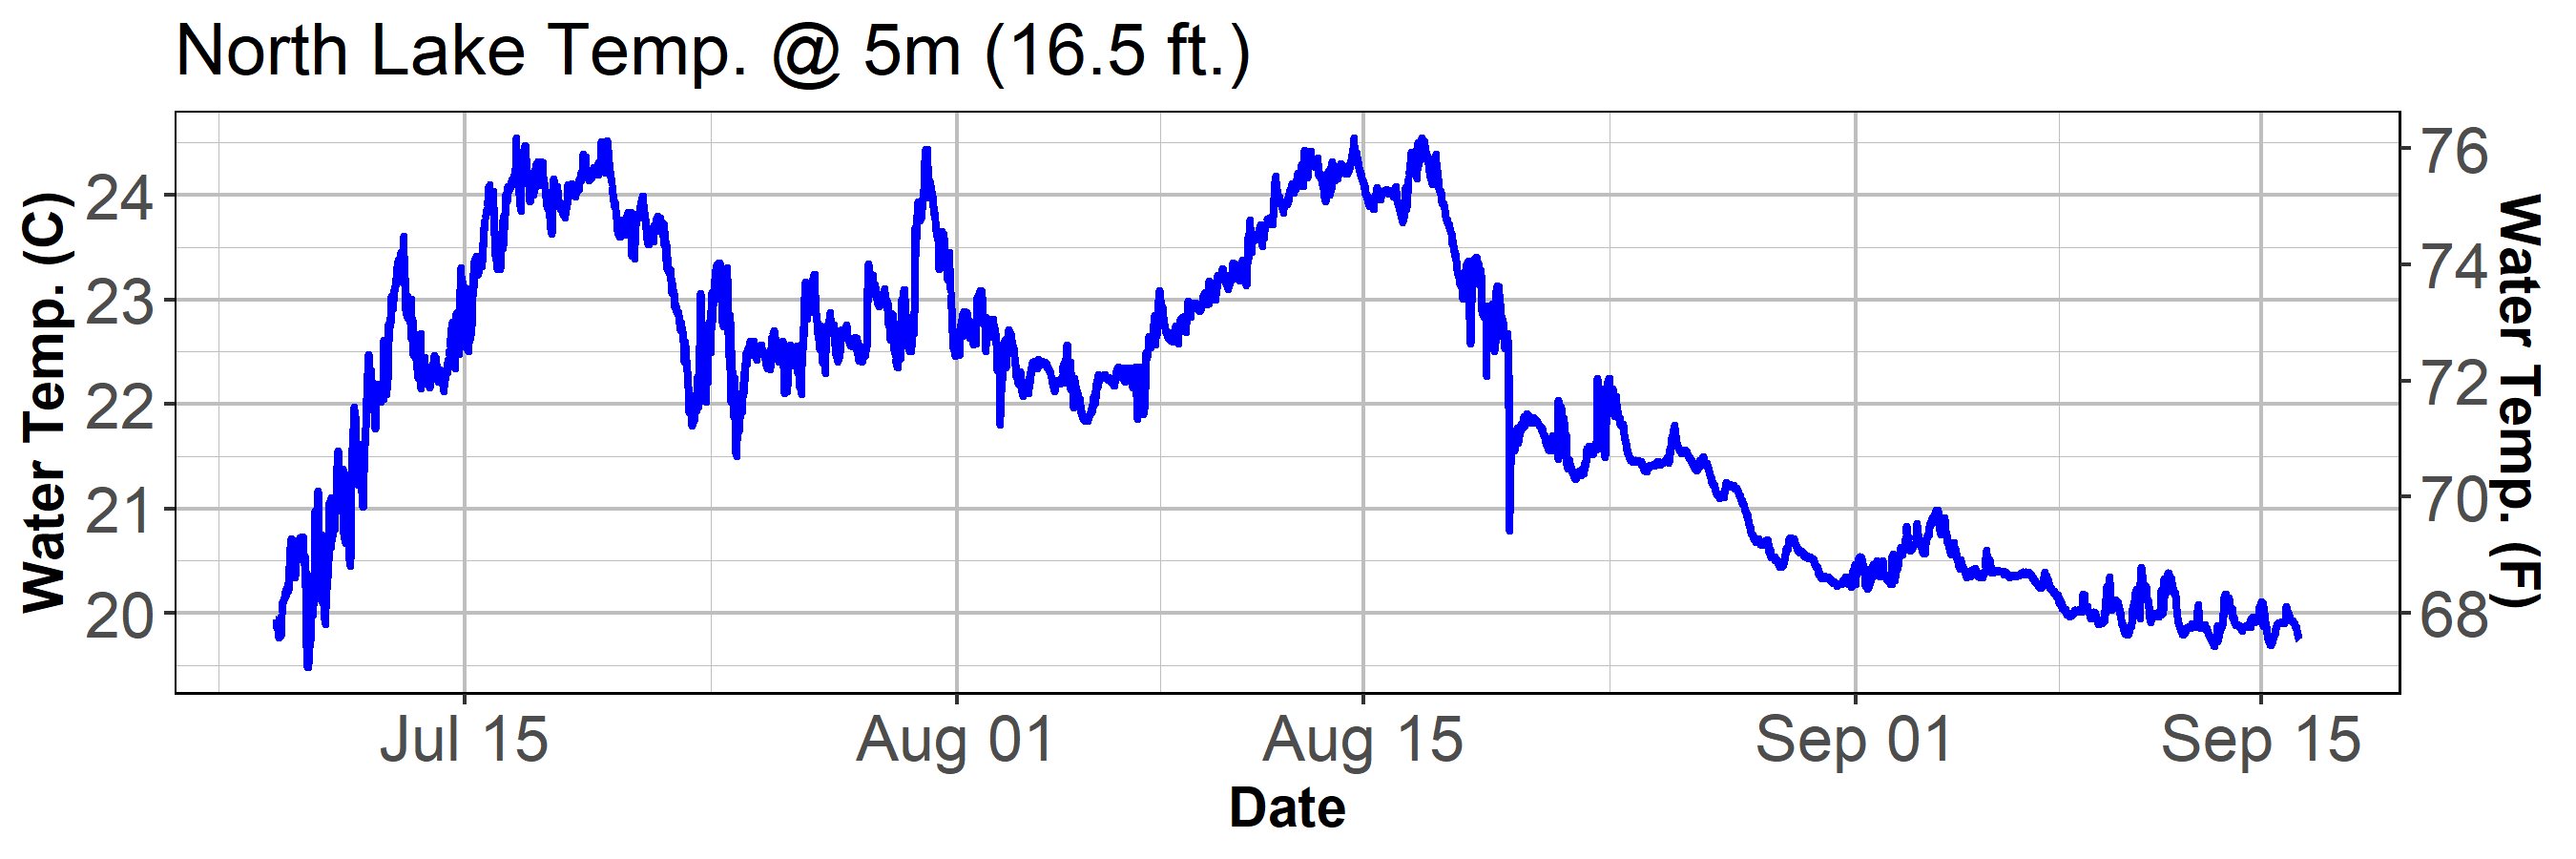 North Lake Temp. @ 5m (16.5 ft.)
Water Temp. (C)
24
23
22
21
20
76
74
72
70
68
Water Temp. (F)
Jul 15
Aug 01
Aug 15
Sep 01
Sep 15
Date